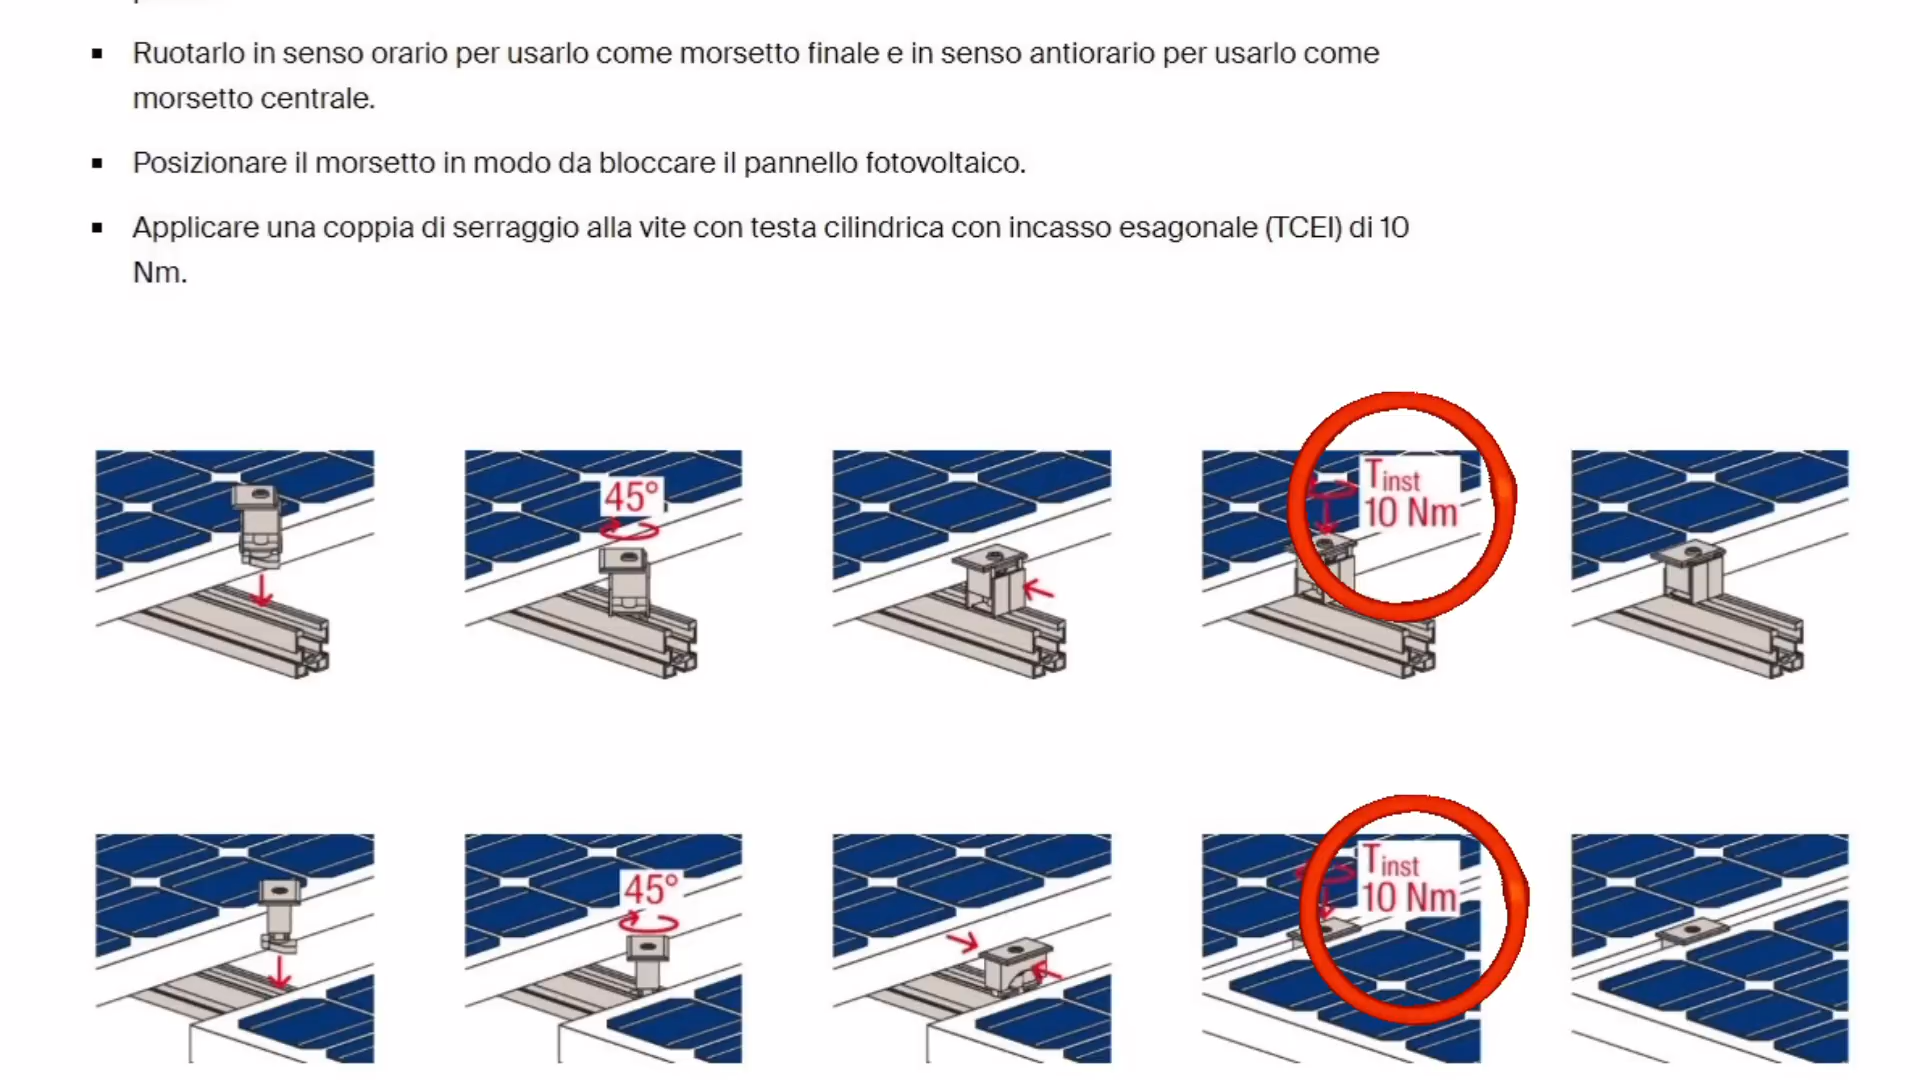 Ruotarlo in senso orario per usarlo come morsetto finale e in senso antiorario per usarlo come
morsetto centrale.
Posizionare il morsetto in modo da bloccare il pannello fotovoltaico.
Applicare una coppia di serraggio alla vite con testa cilindrica con incasso esagonale (TCEI) di 10
Nm.
45°
Tinst
10 Nm
45°
Tinst
10 Nm